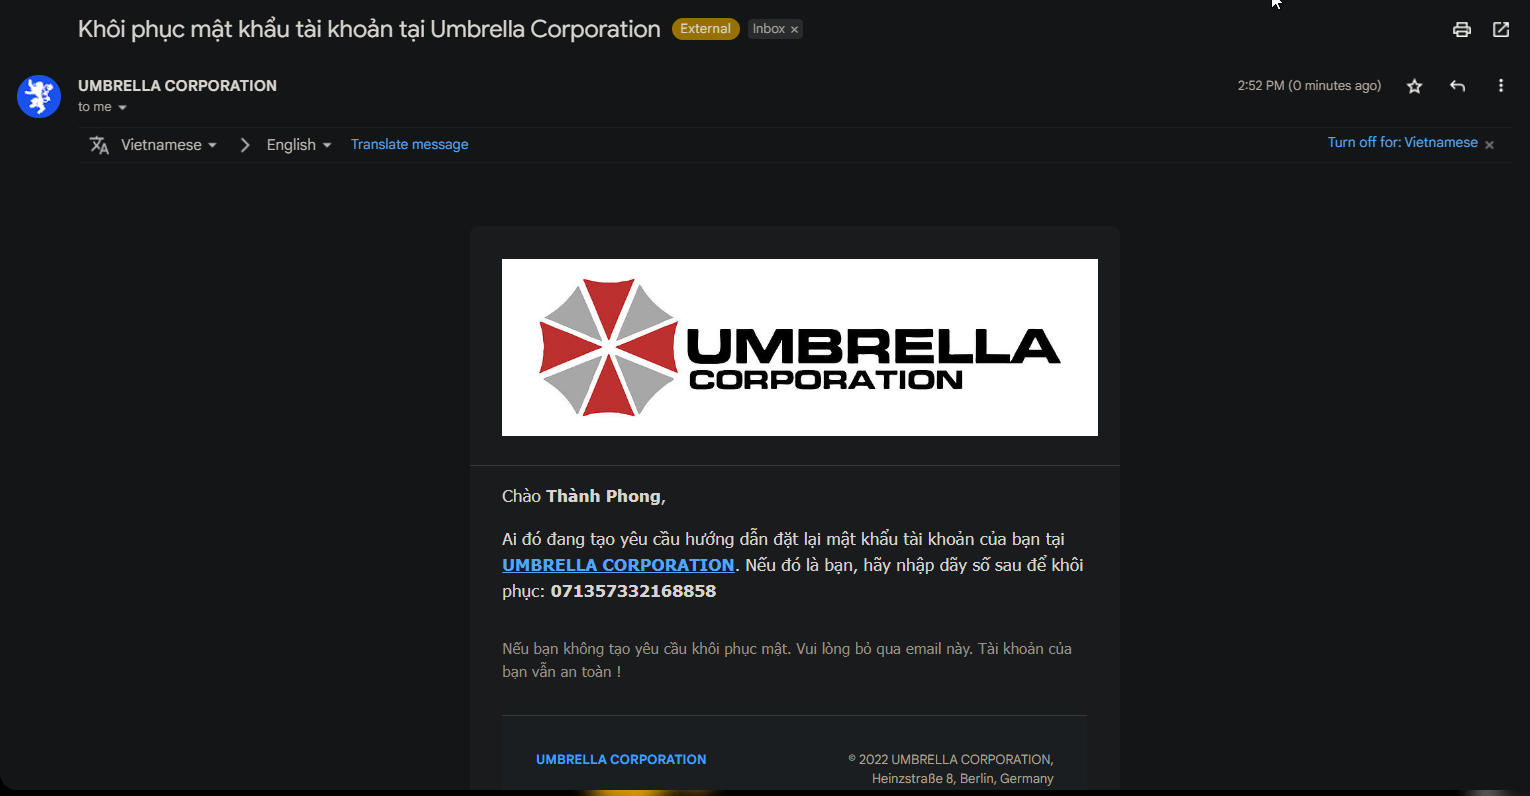 Khôi phục mật khẩu tài khoản tại Umbrella Corporation External Inbox ×
UMBRELLA CORPORATION 2:52 PM (0 minutes ago)
to me
Vietnamese English Translate message Turn off for: Vietnamese ×
UMBRELLA
CORPORATION
Chào Thành Phong,
Ai đó đang tạo yêu cầu hướng dẫn đặt lại mật khẩu tài khoản của bạn tại
UMBRELLA CORPORATION. Nếu đó là bạn, hãy nhập dãy số sau để khôi
phục: 071357332168858
Nếu bạn không tạo yêu cầu khôi phục mật. Vui lòng bỏ qua email này. Tài khoản của
bạn vẫn an toàn !
UMBRELLA CORPORATION © 2022 UMBRELLA CORPORATION,
Heinzstraße 8, Berlin, Germany